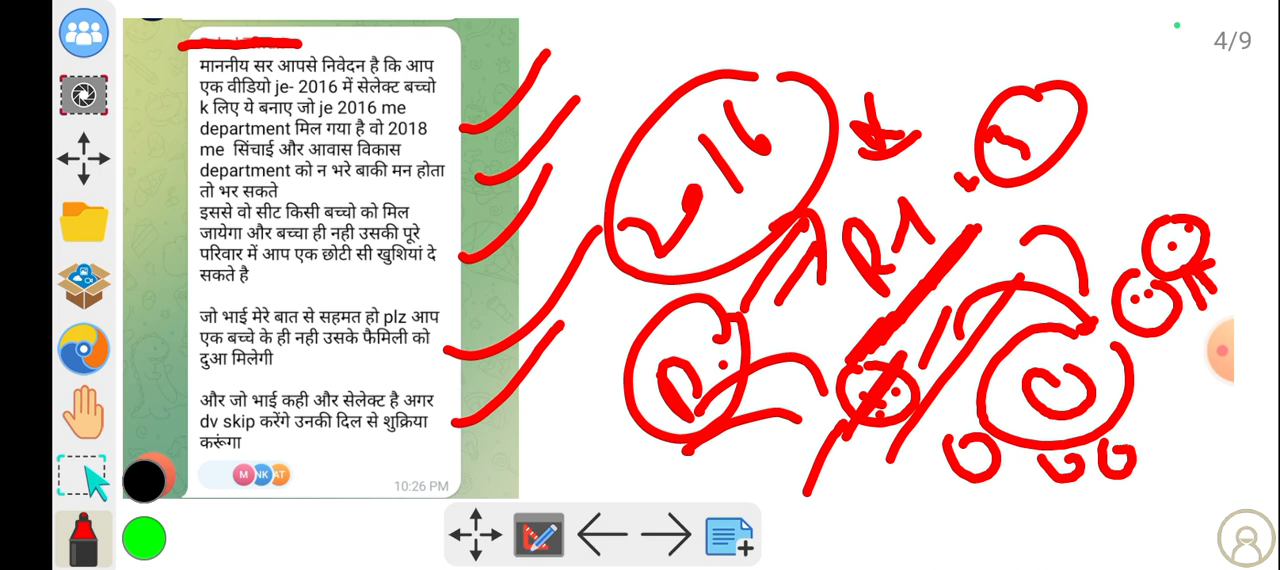 माननीय सर आपसे निवेदन है कि आप
एक वीडियो je- 2016 में सेलेक्ट बच्चो
k लिए ये बनाए जो je 2016 me
department मिल गया है वो 2018
me सिंचाई और आवास विकास
department को न भरे बाकी मन होता
तो भर सकते
इससे वो सीट किसी बच्चो को मिल
जायेगा और बच्चा ही नही उसकी पूरे
परिवार में आप एक छोटी सी खुशियां दे
सकते है
जो भाई मेरे बात से सहमत हो plz आप
एक बच्चे के ही नही उसके फैमिली को
दुआ मिलेगी
और जो भाई कही और सेलेक्ट है अगर
dv skip करेंगे उनकी दिल से शुक्रिया
करूंगा
M NK AT
10:26 PM
4/9